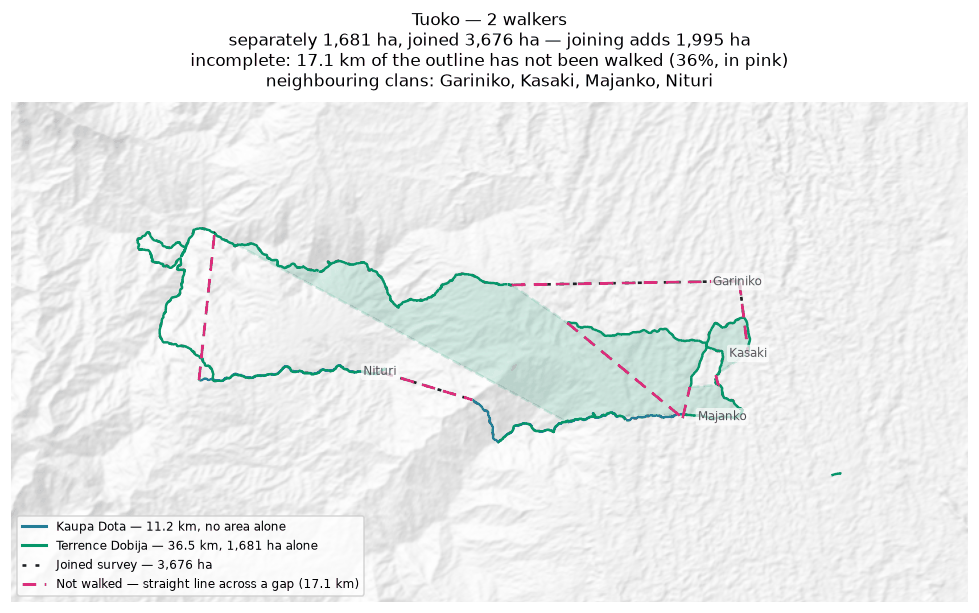 Tuoko — 2 walkers
separately 1,681 ha, joined 3,676 ha — joining adds 1,995 ha
incomplete: 17.1 km of the outline has not been walked (36%, in pink)
neighbouring clans: Gariniko, Kasaki, Majanko, Nituri
Gariniko
Kasaki
Nituri
Majanko
Kaupa Dota — 11.2 km, no area alone
Terrence Dobija — 36.5 km, 1,681 ha alone
Joined survey — 3,676 ha
Not walked — straight line across a gap (17.1 km)